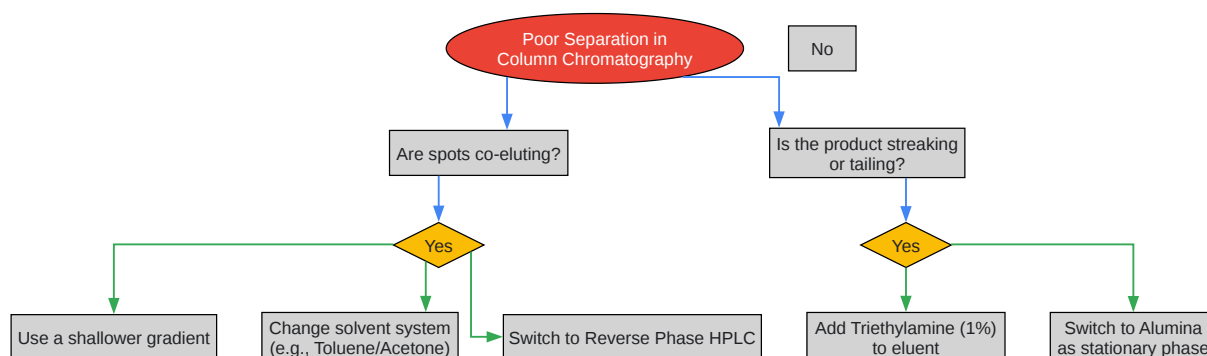 Poor Separation in
Column Chromatography
No
Are spots co-eluting?
Is the product streaking
or tailing?
Yes
Yes
Use a shallower gradient
Change solvent system
(e.g., Toluene/Acetone)
Switch to Reverse Phase HPLC
Add Triethylamine (1%)
to eluent
Switch to Alumina
as stationary phase